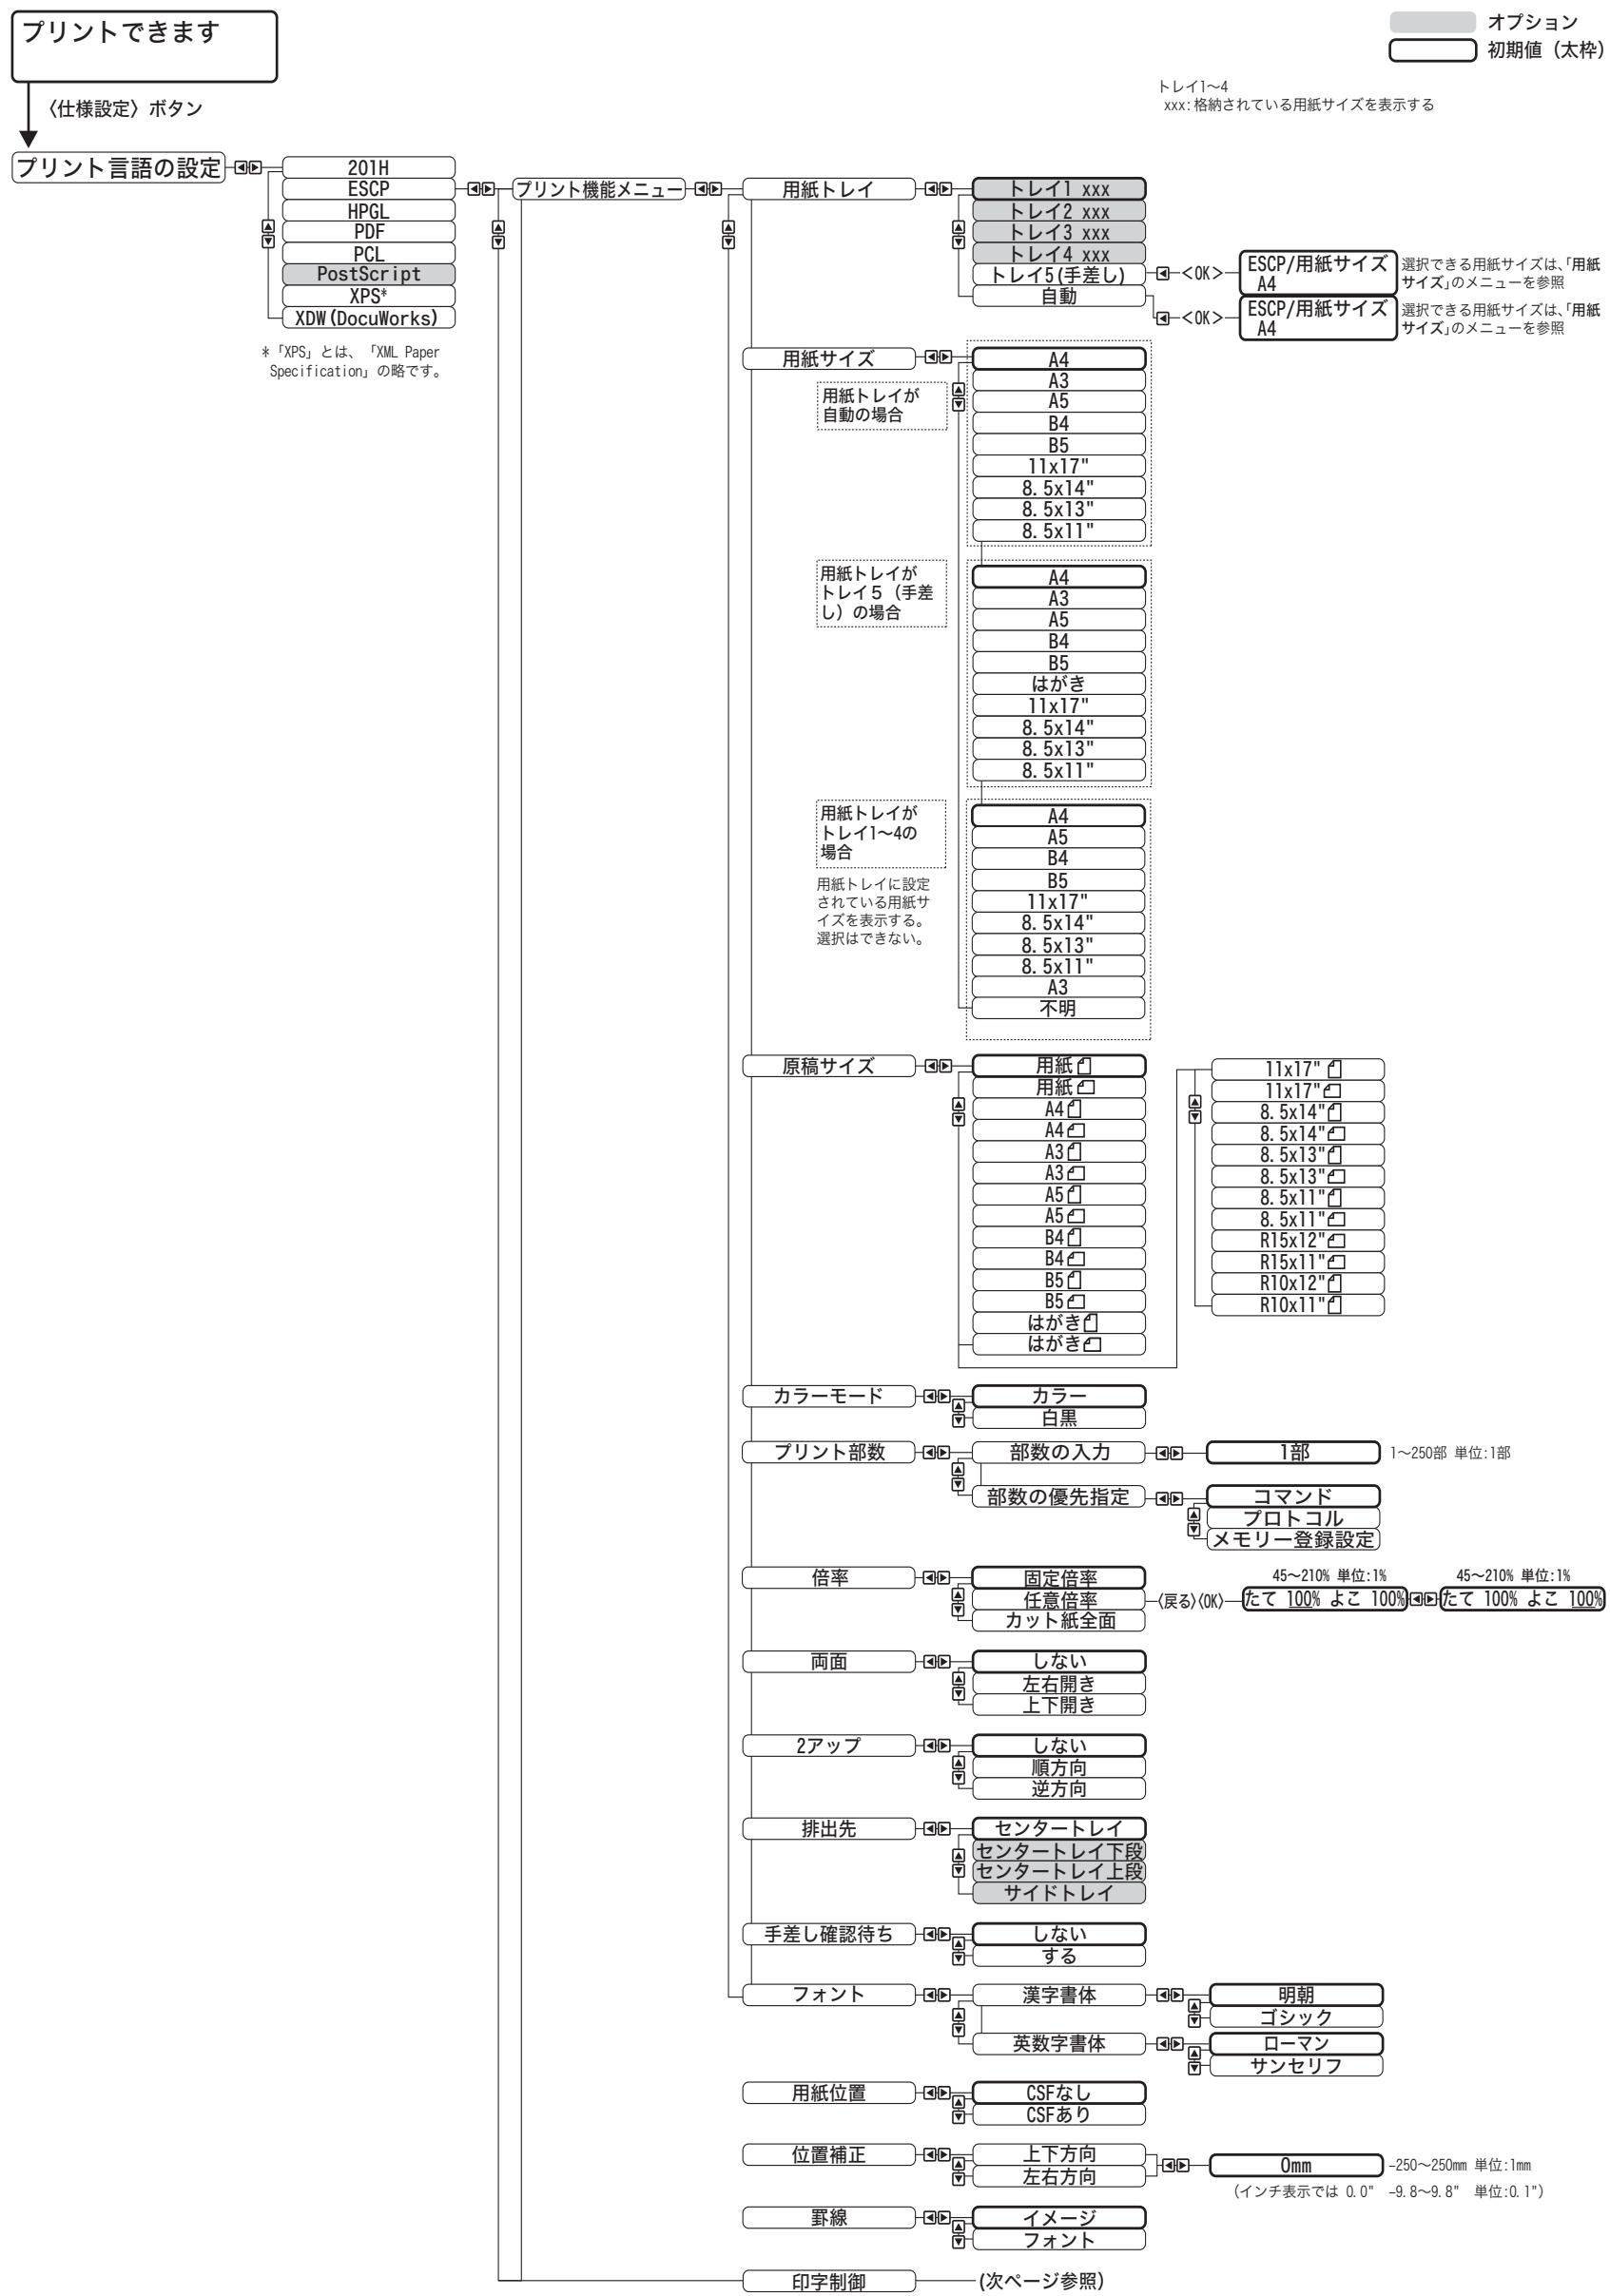 プリントできます
オプション
初期値（太枠）
〈仕様設定〉ボタン
トレイ1～4
xxx:格納されている用紙サイズを表示する
プリント言語の設定
201H
ESCP
HPGL
PDF
PCL
PostScript
XPS*
XDW(DocuWorks)
*「XPS」とは、「XML Paper
Specification」の略です。
プリント機能メニュー
用紙トレイ
トレイ1 xxx
トレイ2 xxx
トレイ3 xxx
トレイ4 xxx
トレイ5(手差し)
自動
<OK>
ESCP/用紙サイズ
A4
選択できる用紙サイズは、「用紙
サイズ」のメニューを参照
<OK>
ESCP/用紙サイズ
A4
選択できる用紙サイズは、「用紙
サイズ」のメニューを参照
用紙サイズ
用紙トレイが
自動の場合
A4
A3
A5
B4
B5
11x17"
8.5x14"
8.5x13"
8.5x11"
用紙トレイが
トレイ５（手差
し）の場合
A4
A3
A5
B4
B5
はがき
11x17"
8.5x14"
8.5x13"
8.5x11"
用紙トレイが
トレイ1～4の
場合
用紙トレイに設定
されている用紙サ
イズを表示する。
選択はできない。
A4
A5
B4
B5
11x17"
8.5x14"
8.5x13"
8.5x11"
A3
不明
原稿サイズ
用紙
用紙
A4
A4
A3
A3
A5
A5
B4
B4
B5
B5
はがき
はがき
11x17"
11x17"
8.5x14"
8.5x14"
8.5x13"
8.5x13"
8.5x11"
8.5x11"
R15x12"
R15x11"
R10x12"
R10x11"
カラーモード
カラー
白黒
プリント部数
部数の入力
1部
1～250部 単位:1部
部数の優先指定
コマンド
プロトコル
メモリー登録設定
倍率
固定倍率
任意倍率
カット紙全面
〈戻る〉〈OK〉
45～210% 単位:1%
たて 100% よこ 100%
45～210% 単位:1%
たて 100% よこ 100%
両面
しない
左右開き
上下開き
2アップ
しない
順方向
逆方向
排出先
センタートレイ
センタートレイ下段
センタートレイ上段
サイドトレイ
手差し確認待ち
しない
する
フォント
漢字書体
明朝
ゴシック
英数字書体
ローマン
サンセリフ
用紙位置
CSFなし
CSFあり
位置補正
上下方向
左右方向
0mm
-250～250mm 単位:1mm
（インチ表示では 0.0" -9.8～9.8" 単位:0.1"）
罫線
イメージ
フォント
印字制御
(次ページ参照)